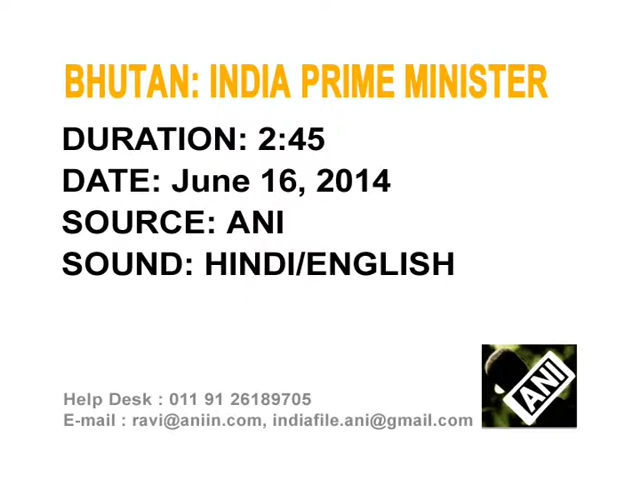 BHUTAN: INDIA PRIME MINISTER
DURATION: 2:45
DATE: June 16, 2014
SOURCE: ANI
SOUND: HINDI/ENGLISH
Help Desk : 011 91 26189705
E-mail : ravi@aniin.com, indiafile.ani@gmail.com
ANI